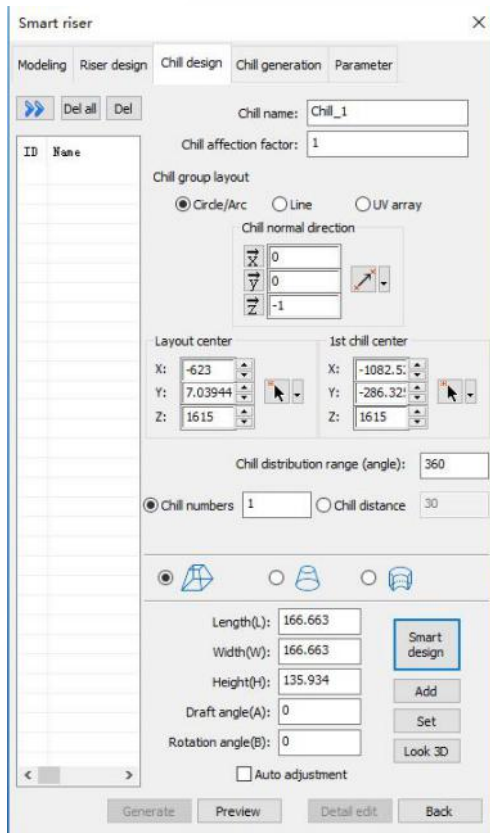 Smart riser
Modeling Riser design Chill design Chill generation Parameter
Del all Del
Chill name: Chill_1
Chill affection factor: 1
ID Name
Chill group layout
Circle/Arc Line UV array
Chill normal direction
x 0
y 0
z -1
Layout center 1st chill center
X: -623 X: -1082.5
Y: 7.03944 Y: -286.32
Z: 1615 Z: 1615
Chill distribution range (angle): 360
Chill numbers 1 Chill distance 30
Length(L): 166.663
Width(W): 166.663
Smart design
Height(H): 135.934
Add
Draft angle(A): 0
Set
Rotation angle(B): 0
Look 3D
Auto adjustment
Generate Preview Detail edit Back